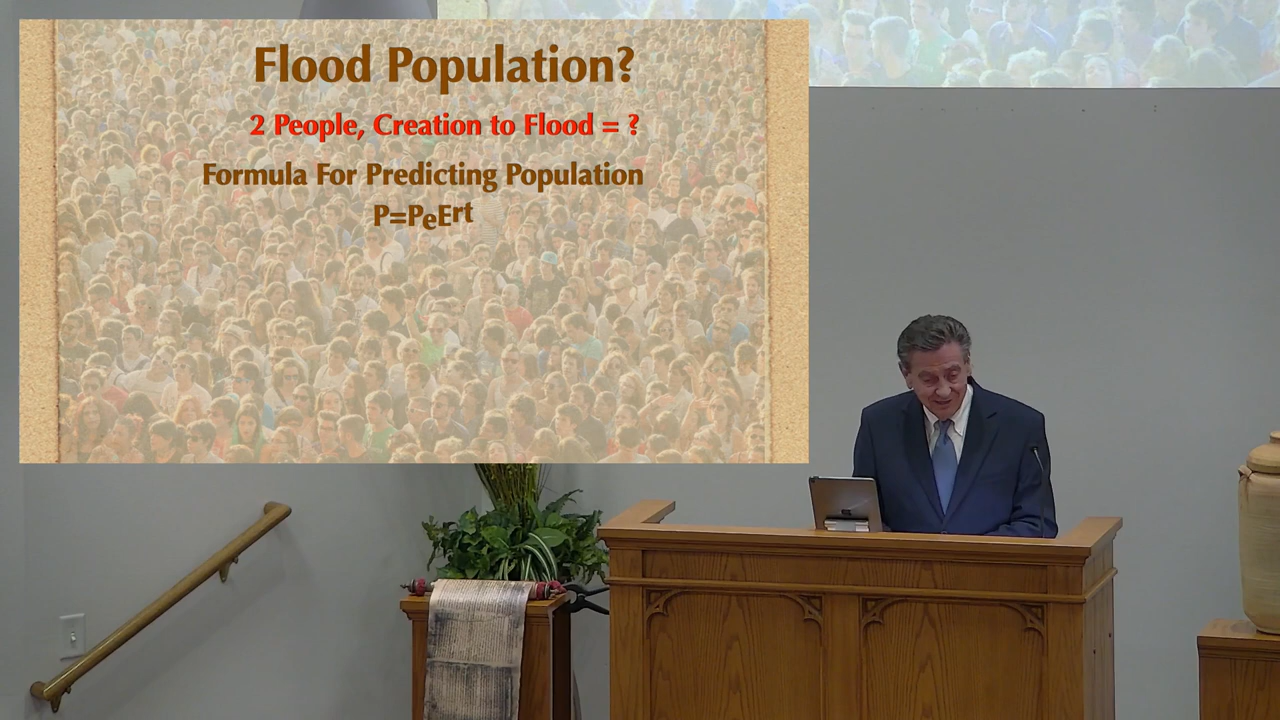 Flood Population?
2 People, Creation to Flood = ?
Formula For Predicting Population
P=PeErt